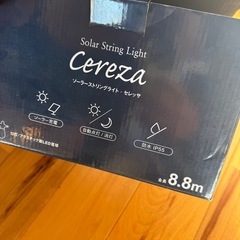 Solar String Light
Cereza
ソーラーストリングライト・セレッサ
ソーラー充電
自動点灯/消灯
防水 IP55
全長 8.8m